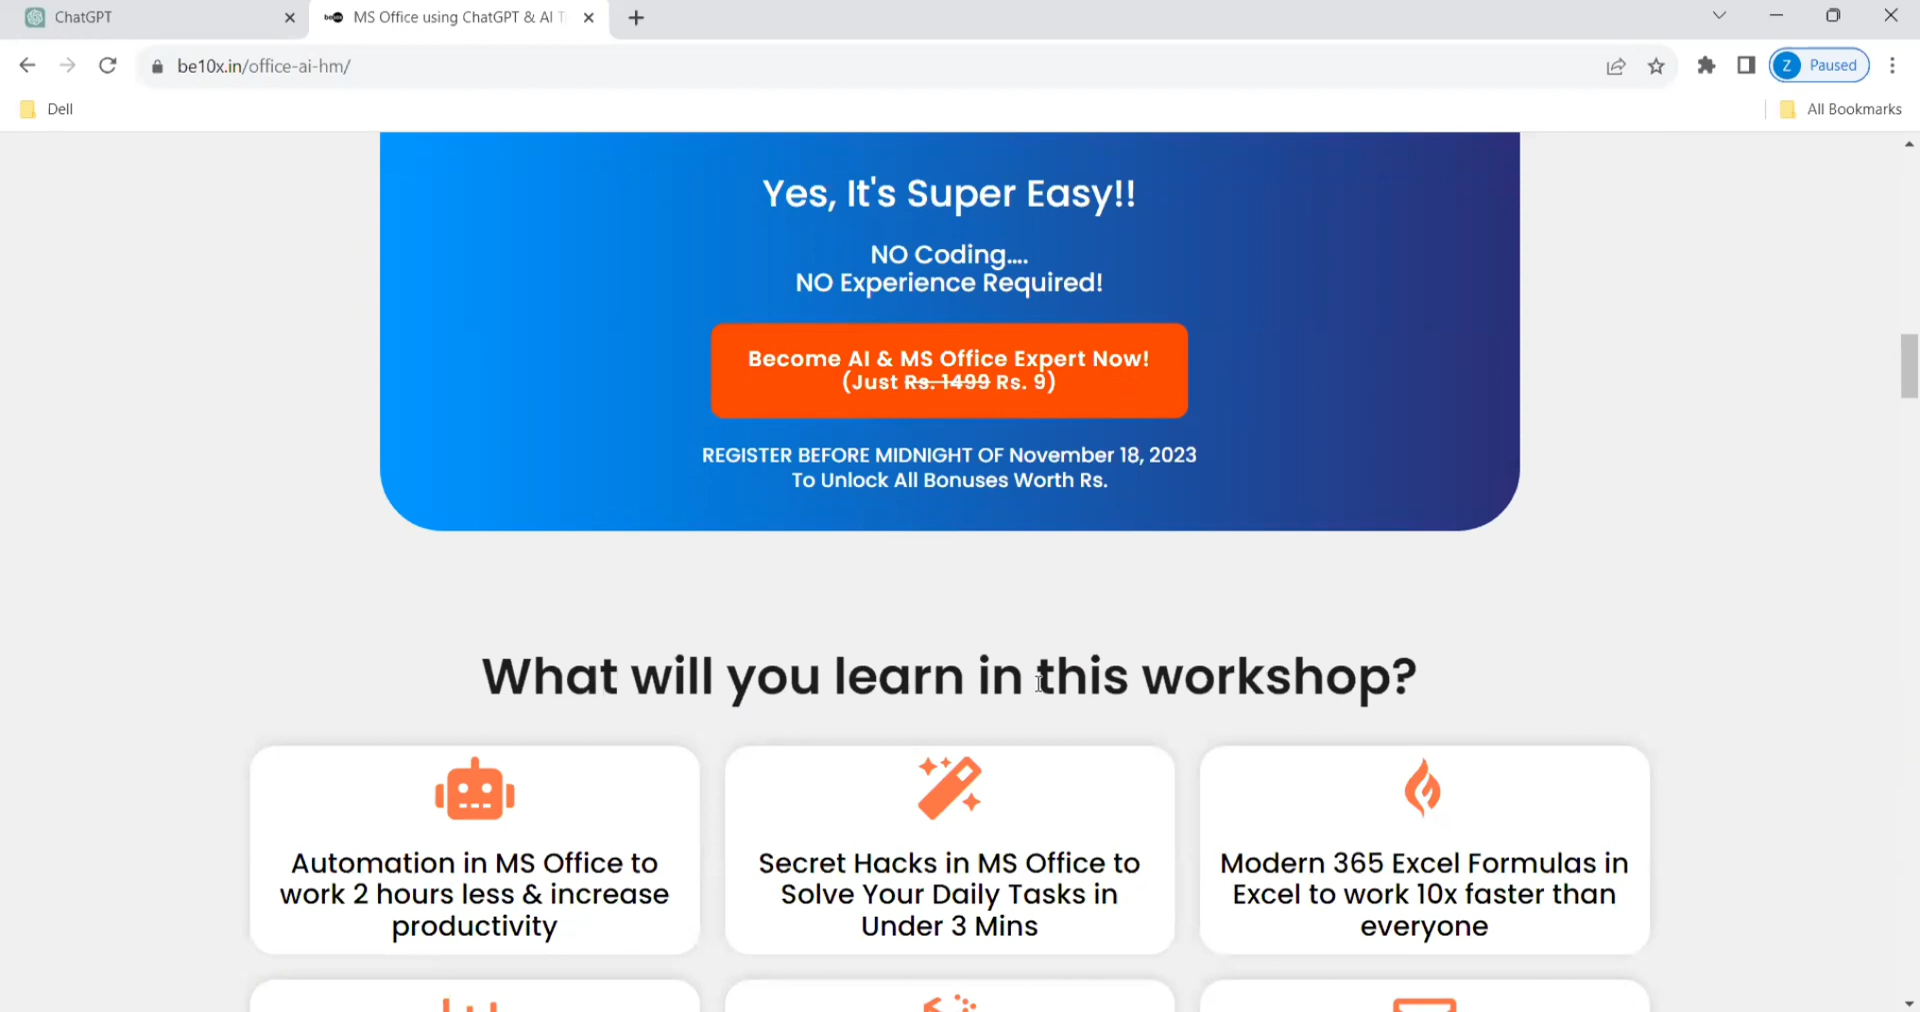 ChatGPT
MS Office using ChatGPT & AI T
be10x.in/office-ai-hm/
Z Paused
Dell
All Bookmarks
Yes, It's Super Easy!!
NO Coding....
NO Experience Required!
Become AI & MS Office Expert Now!
(Just Rs. 1499 Rs. 9)
REGISTER BEFORE MIDNIGHT OF November 18, 2023
To Unlock All Bonuses Worth Rs.
What will you learn in this workshop?
Automation in MS Office to
work 2 hours less & increase
productivity
Secret Hacks in MS Office to
Solve Your Daily Tasks in
Under 3 Mins
Modern 365 Excel Formulas in
Excel to work 10x faster than
everyone